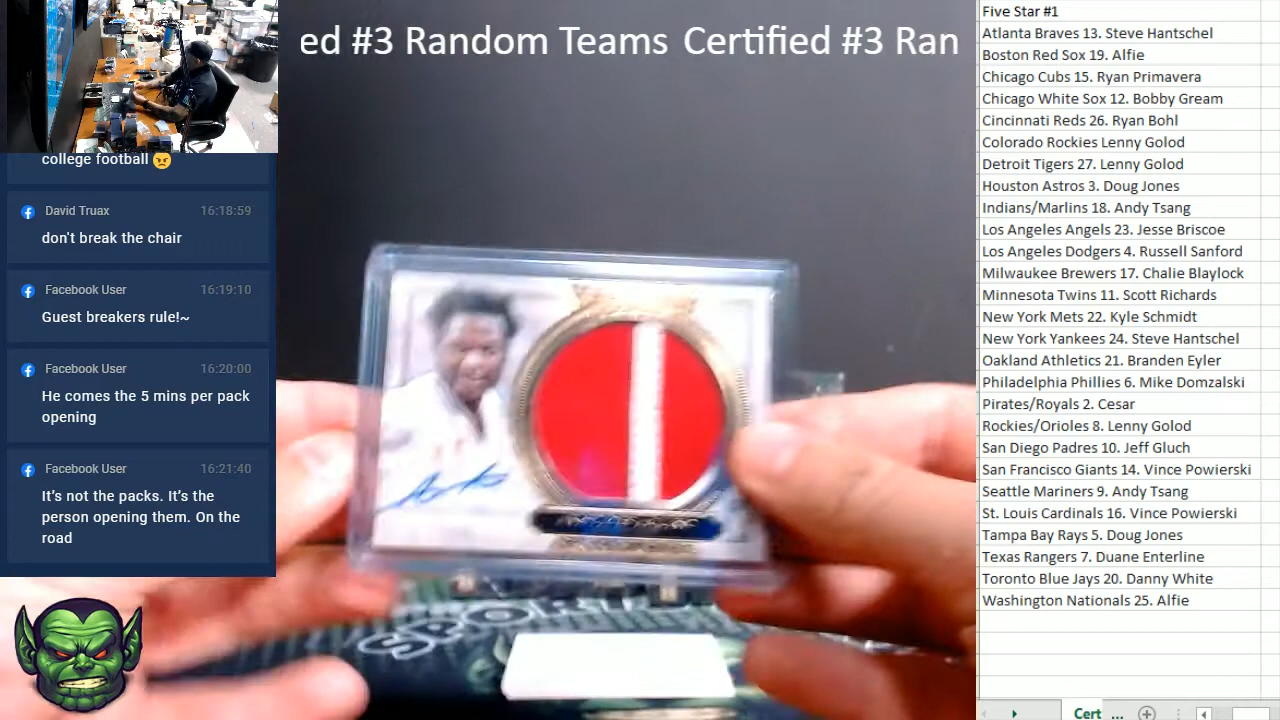 ed #3 Random Teams Certified #3 Ran
college football 😠
David Truax 16:18:59
don't break the chair
Facebook User 16:19:10
Guest breakers rule!~
Facebook User 16:20:00
He comes the 5 mins per pack
opening
Facebook User 16:21:40
It's not the packs. It's the
person opening them. On the
road
Five Star #1
Atlanta Braves 13. Steve Hantschel
Boston Red Sox 19. Alfie
Chicago Cubs 15. Ryan Primavera
Chicago White Sox 12. Bobby Gream
Cincinnati Reds 26. Ryan Bohl
Colorado Rockies Lenny Golod
Detroit Tigers 27. Lenny Golod
Houston Astros 3. Doug Jones
Indians/Marlins 18. Andy Tsang
Los Angeles Angels 23. Jesse Briscoe
Los Angeles Dodgers 4. Russell Sanford
Milwaukee Brewers 17. Chalie Blaylock
Minnesota Twins 11. Scott Richards
New York Mets 22. Kyle Schmidt
New York Yankees 24. Steve Hantschel
Oakland Athletics 21. Branden Eyler
Philadelphia Phillies 6. Mike Domzalski
Pirates/Royals 2. Cesar
Rockies/Orioles 8. Lenny Golod
San Diego Padres 10. Jeff Gluch
San Francisco Giants 14. Vince Powierski
Seattle Mariners 9. Andy Tsang
St. Louis Cardinals 16. Vince Powierski
Tampa Bay Rays 5. Doug Jones
Texas Rangers 7. Duane Enterline
Toronto Blue Jays 20. Danny White
Washington Nationals 25. Alfie
Cert ...